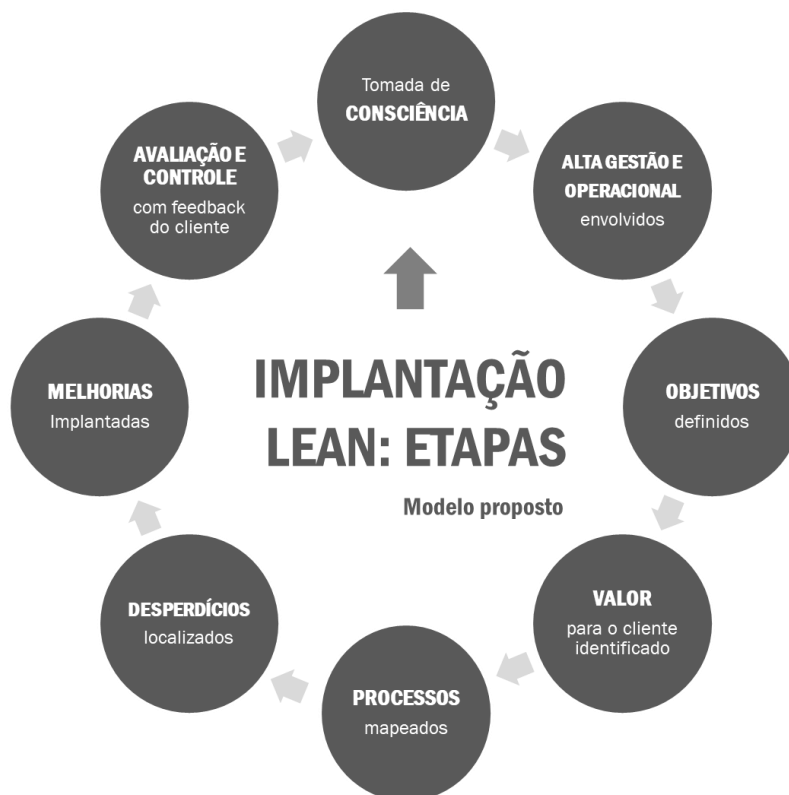 Tomada de
CONSCIÊNCIA
ALTA GESTÃO E
OPERACIONAL
envolvidos
OBJETIVOS
definidos
VALOR
para o cliente
identificado
PROCESSOS
mapeados
DESPERDÍCIOS
localizados
MELHORIAS
Implantadas
AVALIAÇÃO E
CONTROLE
com feedback
do cliente
IMPLANTAÇÃO
LEAN: ETAPAS
Modelo proposto